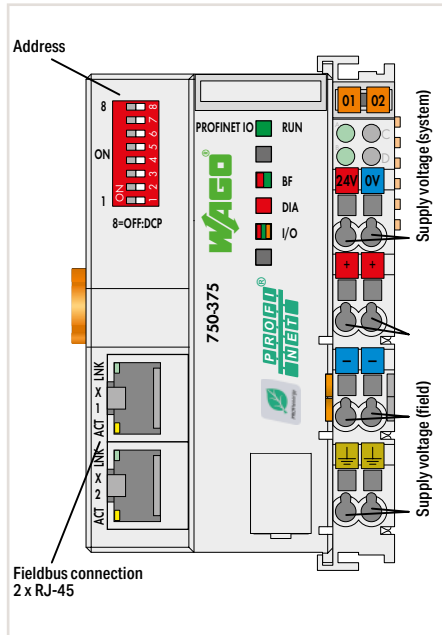 Address
8
ON
1
ON
1 2 3 4 5 6 7 8
8=OFF:DCP
PROFINET IO
RUN
BF
DIA
I/O
WAGO®
750-375
PROFI
NET®
LNK
X
1
ACT
LNK
X
2
ACT
01 02
C
D
24V 0V
+ +
– –
Supply voltage (system)
Supply voltage (field)
Fieldbus connection
2 x RJ-45